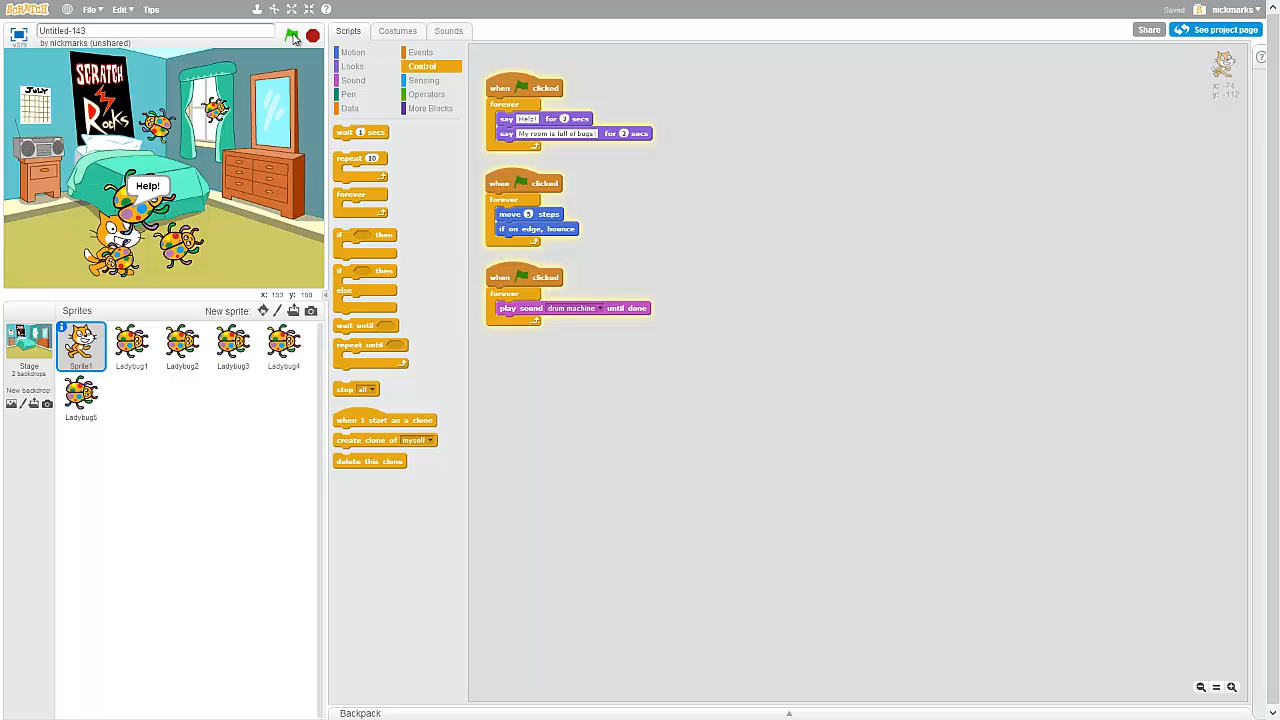 SCRATCH File Edit Tips Saved nickmarks
Untitled-143
by nickmarks (unshared)
v379
Scripts Costumes Sounds
Share See project page
SCRATCH
Rocks
JULY
Help!
X: 193 y: 199
Motion Events
Looks Control
Sound Sensing
Pen Operators
Data More Blocks
wait 1 secs
repeat 10
forever
if then
if then
else
wait until
repeat until
stop all
when I start as a clone
create clone of myself
delete this clone
when clicked
forever
say Help! for 2 secs
say My room is full of bugs! for 2 secs
when clicked
forever
move 5 steps
if on edge, bounce
when clicked
forever
play sound drum machine until done
x: -74
y: -112
Sprites New sprite:
Stage
2 backdrops
New backdrop:
Sprite1 Ladybug1 Ladybug2 Ladybug3 Ladybug4
Ladybug5
Backpack